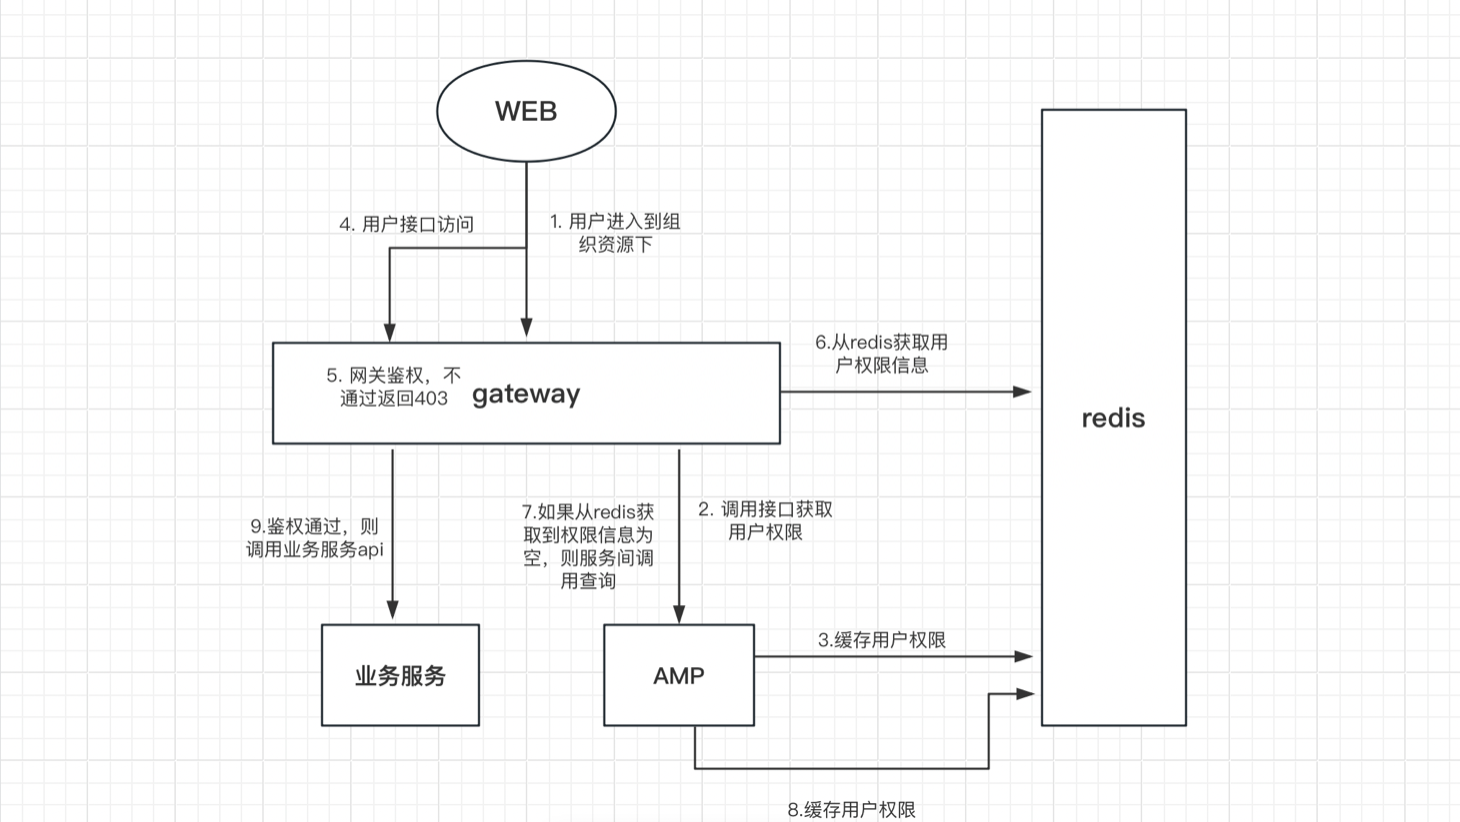 WEB
4. 用户接口访问
1. 用户进入到组
织资源下
5. 网关鉴权，不
通过返回403
gateway
6.从redis获取用
户权限信息
redis
9.鉴权通过，则
调用业务服务api
7.如果从redis获
取到权限信息为
空，则服务间调
用查询
2. 调用接口获取
用户权限
业务服务
AMP
3.缓存用户权限
8.缓存用户权限